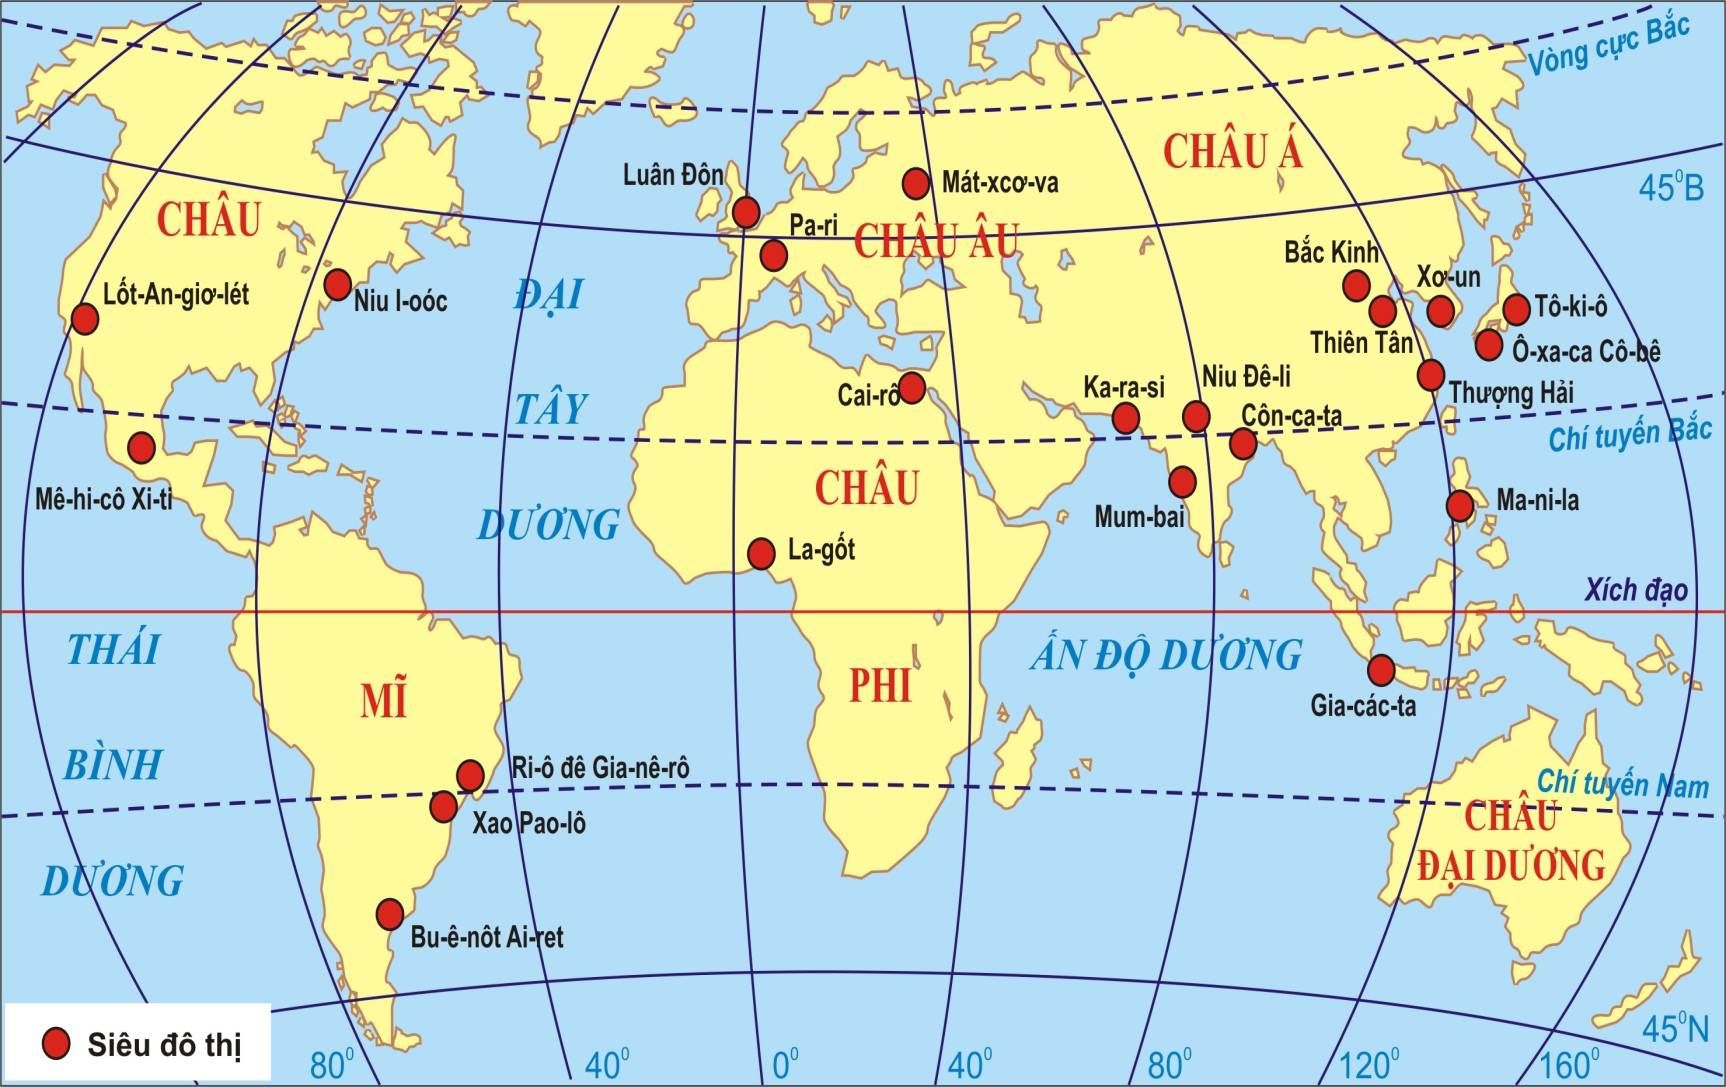 Vòng cực Bắc
CHÂU Á
45⁰B
Luân Đôn
Mát-xcơ-va
CHÂU
Pa-ri
CHÂU ÂU
Bắc Kinh
Xơ-un
Lốt-An-giơ-lét
Niu I-oóc
ĐẠI
Tô-ki-ô
Thiên Tân
Ô-xa-ca Cô-bê
Cai-rô
Ka-ra-si
Niu Đê-li
Thượng Hải
TÂY
Côn-ca-ta
Chí tuyến Bắc
Mê-hi-cô Xi-ti
CHÂU
DƯƠNG
Mum-bai
Ma-ni-la
La-gốt
Xích đạo
THÁI
ẤN ĐỘ DƯƠNG
MĨ
PHI
Gia-các-ta
BÌNH
Ri-ô đê Gia-nê-rô
Chí tuyến Nam
Xao Pao-lô
CHÂU
ĐẠI DƯƠNG
DƯƠNG
Bu-ê-nôt Ai-ret
Siêu đô thị
45⁰N
80⁰
40⁰
0⁰
40⁰
80⁰
120⁰
160⁰